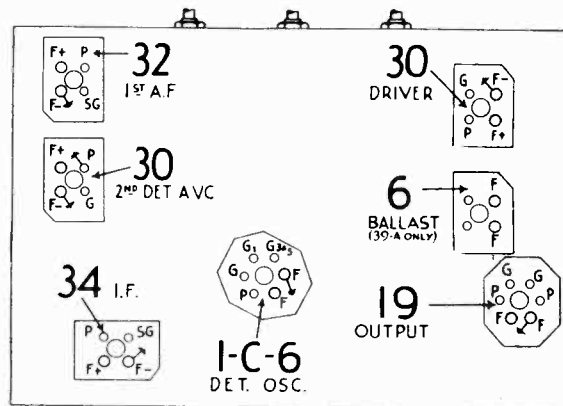 F+ P
F- SG
32
1ST A.F
F+ P
F- G
30
2ND DET AVC
34 I.F.
P SG
F+ F-
G1 G3&5
G F
P F
1-C-6
DET. OSC.
30
DRIVER
G F-
P F+
6
BALLAST
(39-A ONLY)
F
F
19
OUTPUT
G G
P P
F F